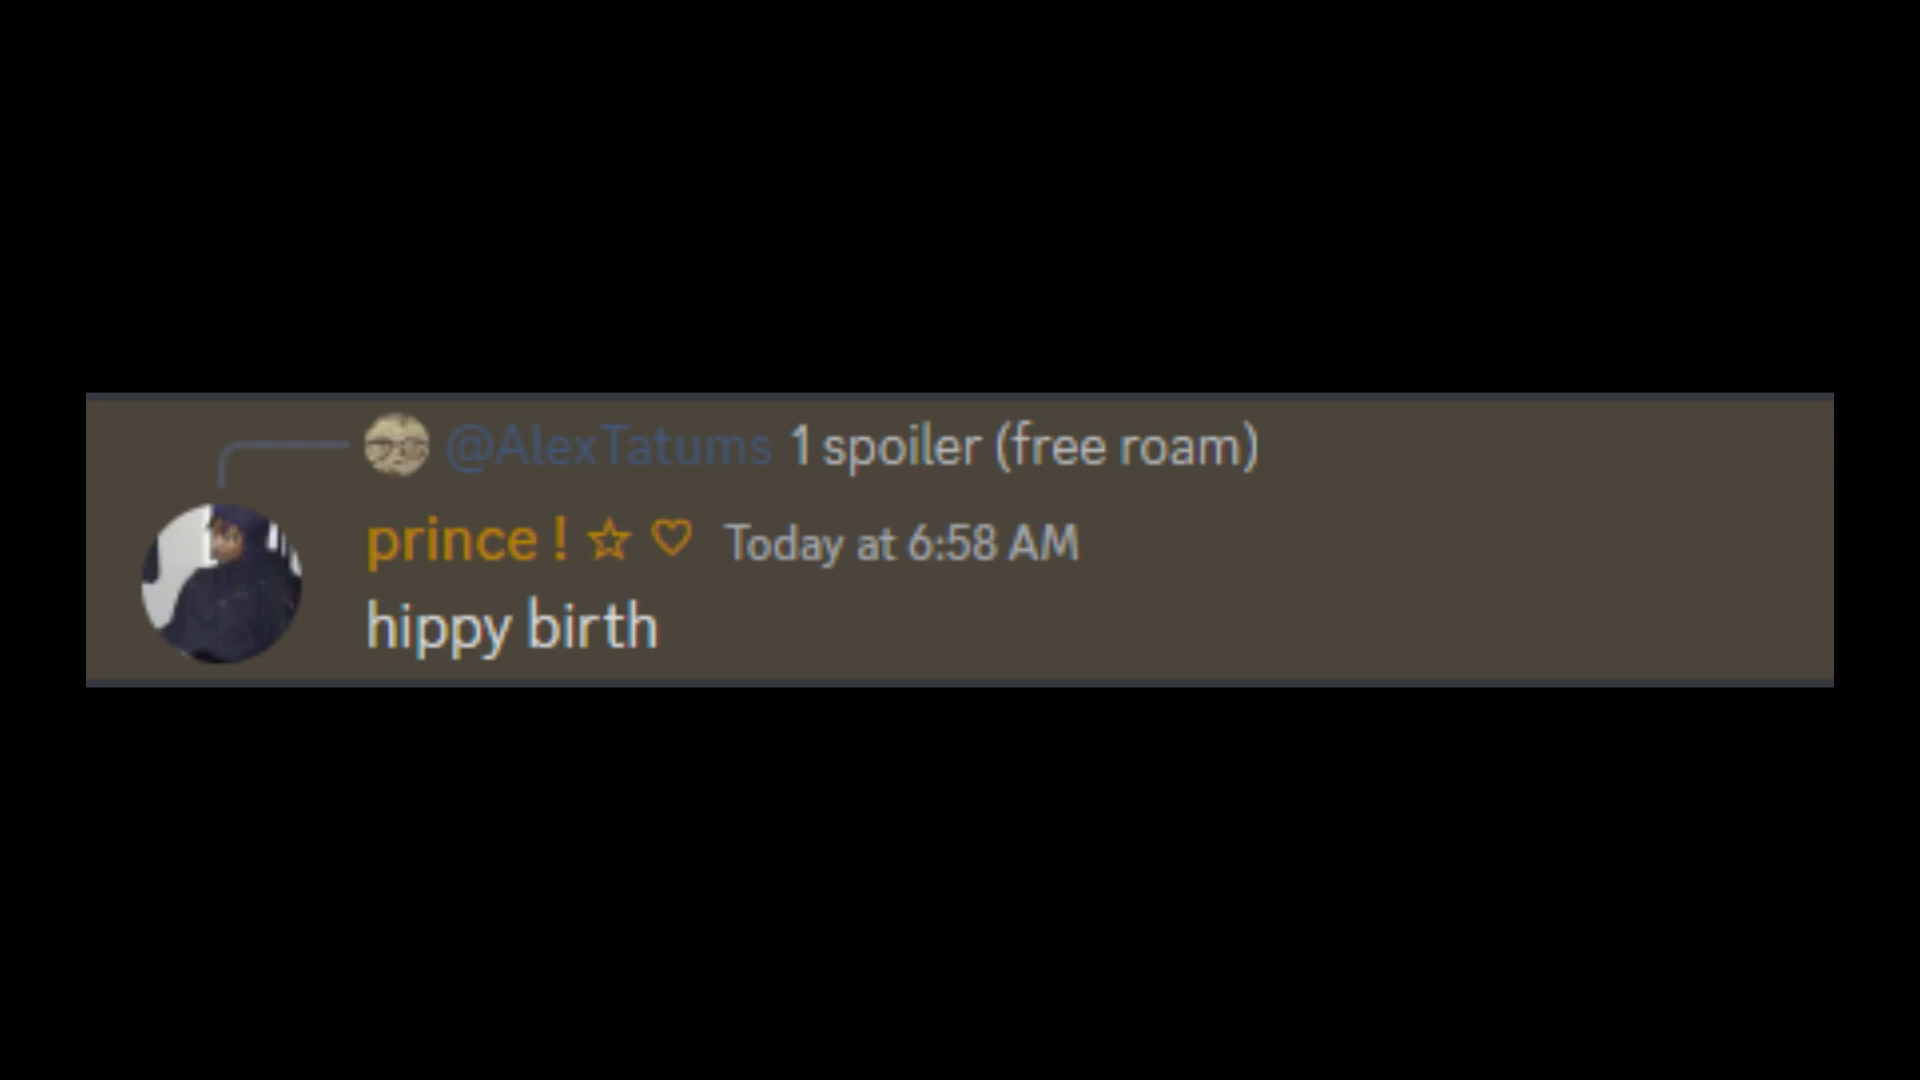 @AlexTatums 1 spoiler (free roam)
prince ! ☆ ♡ Today at 6:58 AM
hippy birth